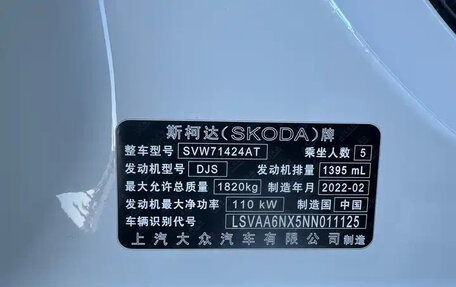 斯柯达(SKODA)牌
整车型号 SVW71424AT 乘坐人数 5
发动机型号 DJS 发动机排量 1395 mL
最大允许总质量 1820kg 制造年月 2022-02
发动机最大净功率 110 kW 制造国 中国
车辆识别代号 LSVAA6NX5NN011125
上汽大众汽车有限公司制造